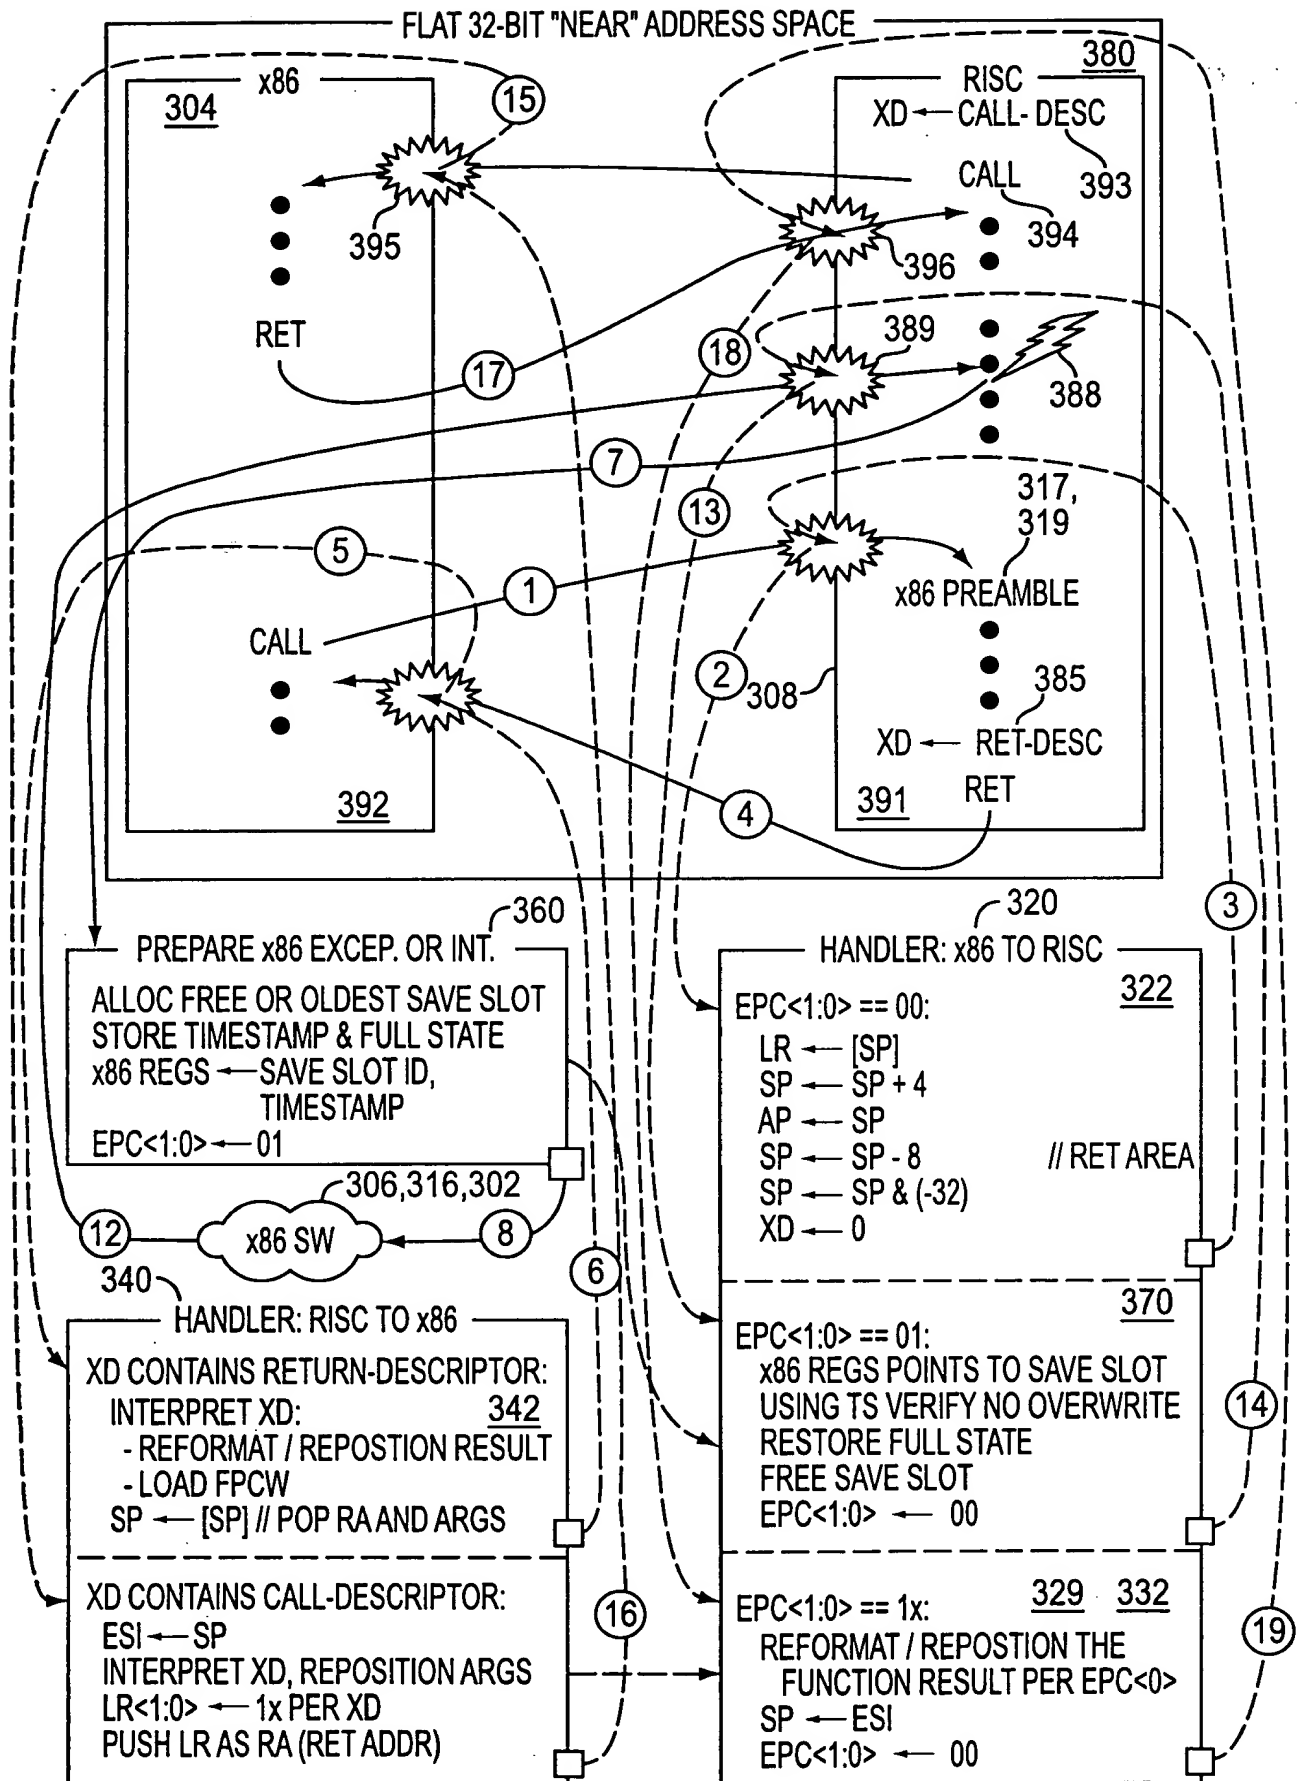 FLAT 32-BIT "NEAR" ADDRESS SPACE
380
x86
304
15
RISC
XD ← CALL- DESC
393
CALL
394
395
396
RET
17
18
389
388
7
13
317,
319
5
1
x86 PREAMBLE
CALL
2
308
385
XD ← RET-DESC
RET
392
4
391
3
360
PREPARE x86 EXCEP. OR INT.
ALLOC FREE OR OLDEST SAVE SLOT
STORE TIMESTAMP & FULL STATE
x86 REGS ← SAVE SLOT ID,
TIMESTAMP
EPC<1:0> ← 01
306,316,302
12
x86 SW
8
6
320
HANDLER: x86 TO RISC
322
EPC<1:0> == 00:
LR ← [SP]
SP ← SP + 4
AP ← SP
SP ← SP - 8 // RET AREA
SP ← SP & (-32)
XD ← 0
370
EPC<1:0> == 01:
x86 REGS POINTS TO SAVE SLOT
USING TS VERIFY NO OVERWRITE
RESTORE FULL STATE
FREE SAVE SLOT
EPC<1:0> ← 00
14
340
HANDLER: RISC TO x86
XD CONTAINS RETURN-DESCRIPTOR:
INTERPRET XD: 342
- REFORMAT / REPOSTION RESULT
- LOAD FPCW
SP ← [SP] // POP RA AND ARGS
XD CONTAINS CALL-DESCRIPTOR:
ESI ← SP
INTERPRET XD, REPOSITION ARGS
LR<1:0> ← 1x PER XD
PUSH LR AS RA (RET ADDR)
16
EPC<1:0> == 1x: 329 332
REFORMAT / REPOSTION THE
FUNCTION RESULT PER EPC<0>
SP ← ESI
EPC<1:0> ← 00
19